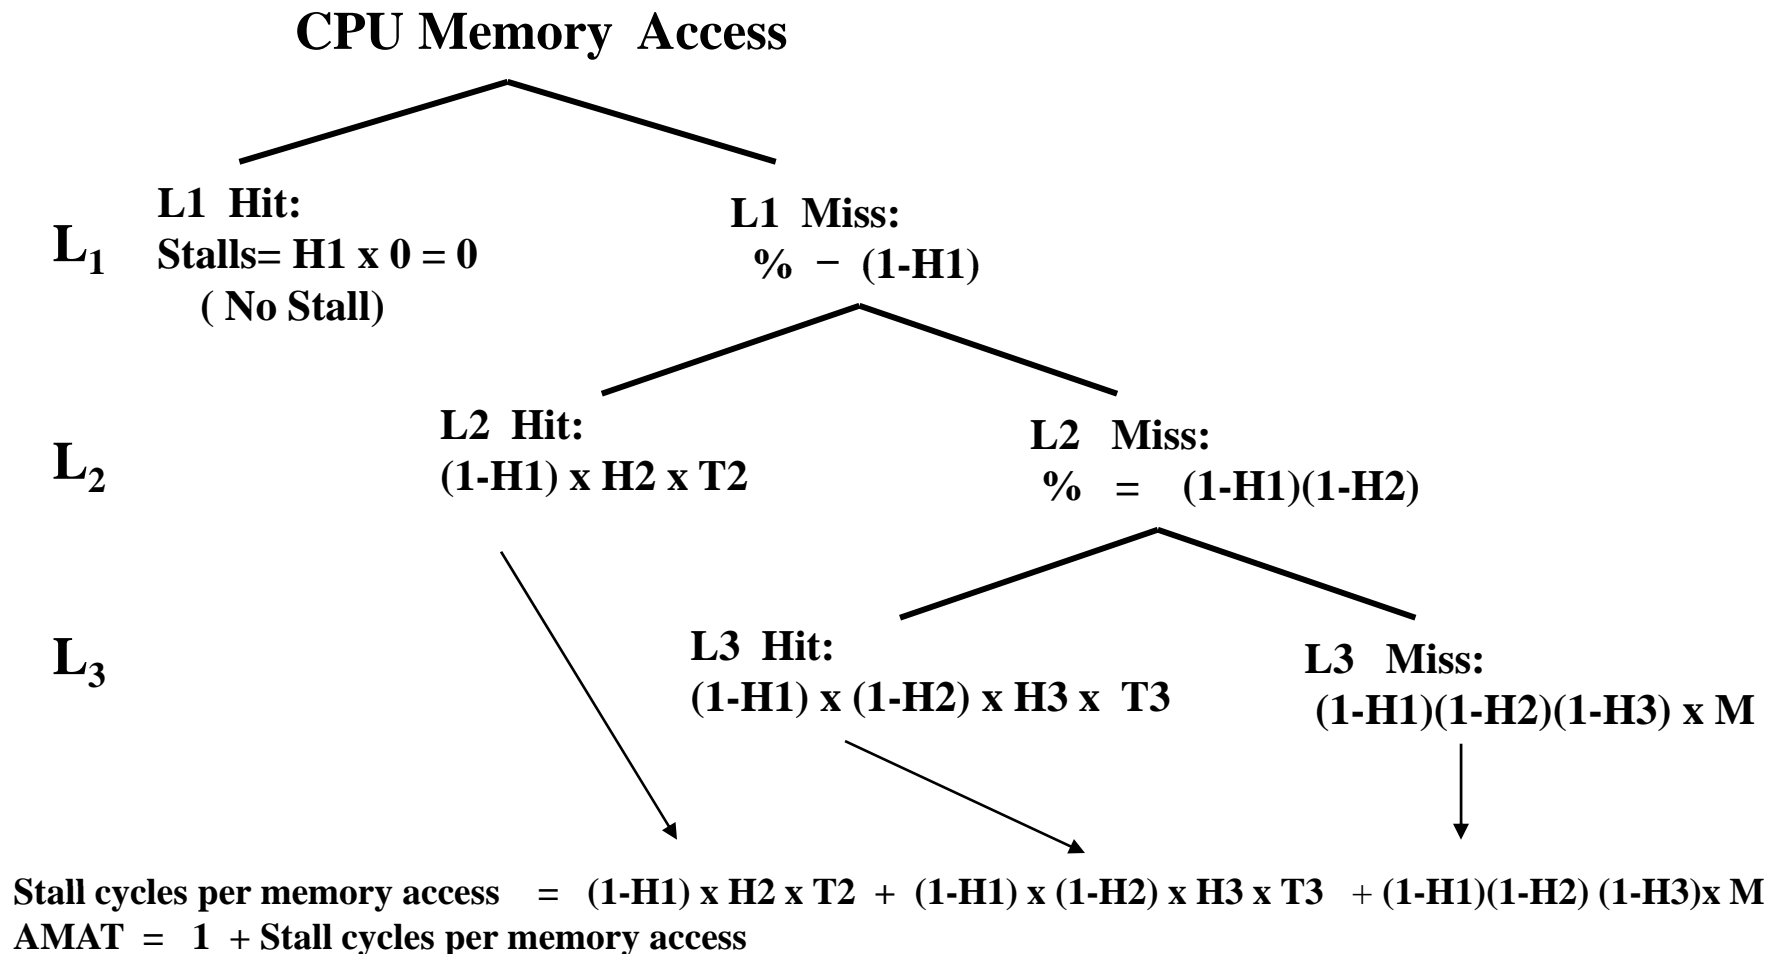 CPU Memory Access
L1 Hit:
Stalls= H1 x 0 = 0
( No Stall)
L1 Miss:
% − (1-H1)
L₁
L2 Hit:
(1-H1) x H2 x T2
L2 Miss:
% = (1-H1)(1-H2)
L₂
L3 Hit:
(1-H1) x (1-H2) x H3 x T3
L3 Miss:
(1-H1)(1-H2)(1-H3) x M
L₃
Stall cycles per memory access = (1-H1) x H2 x T2 + (1-H1) x (1-H2) x H3 x T3 + (1-H1)(1-H2) (1-H3)x M
AMAT = 1 + Stall cycles per memory access